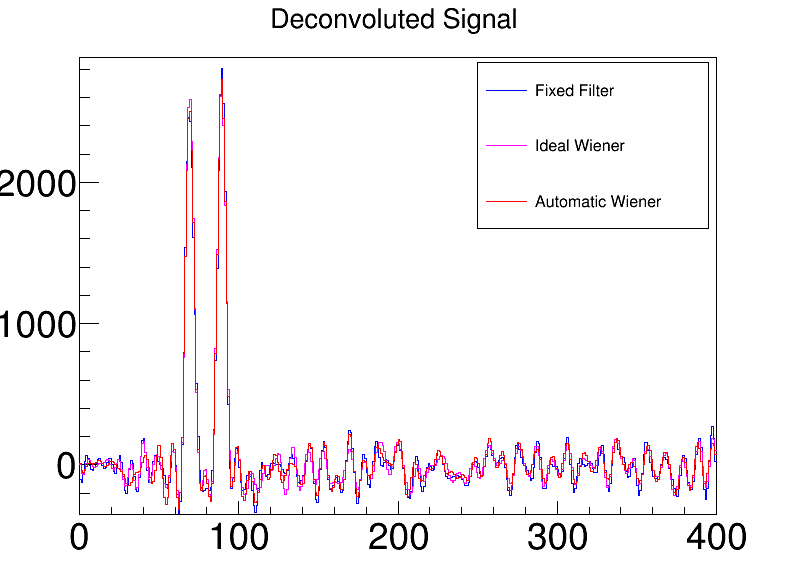 Deconvoluted Signal
Fixed Filter
Ideal Wiener
Automatic Wiener
2000
1000
0
0 100 200 300 400